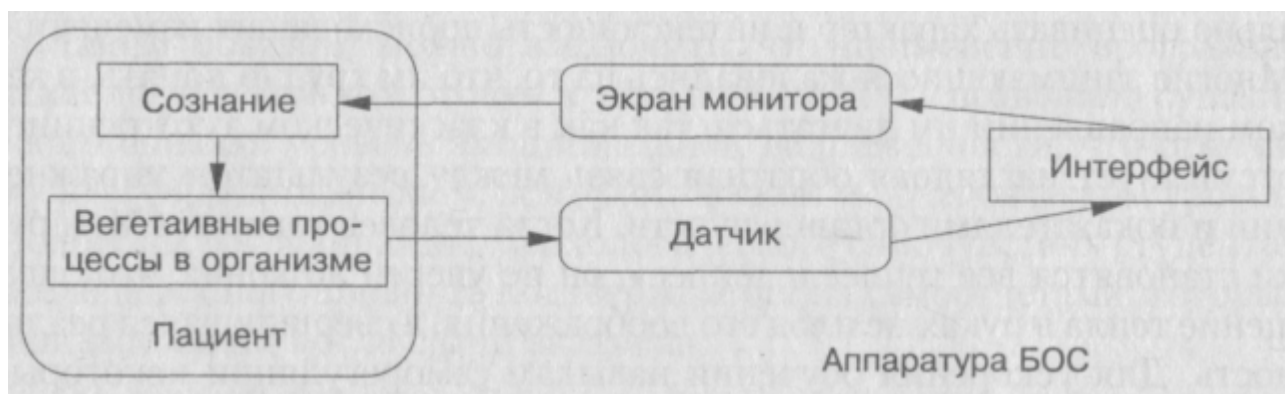 Сознание
Экран монитора
Интерфейс
Вегетаивные про-
цессы в организме
Датчик
Пациент
Аппаратура БОС